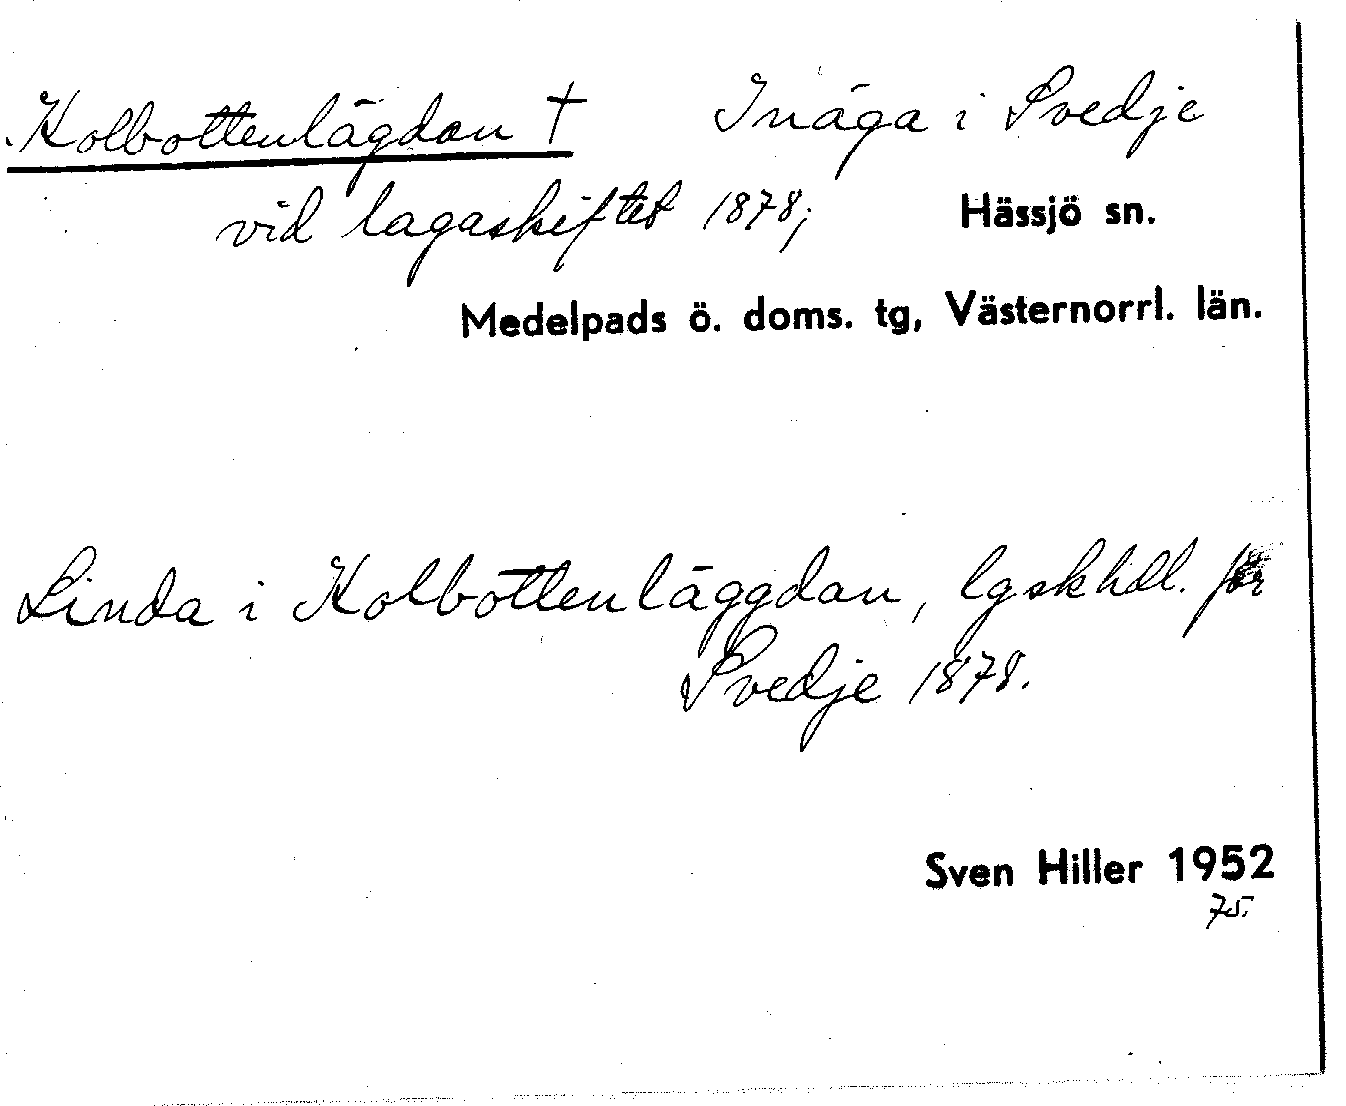 Kolbottenlägdan † Inäga i Svedje
vid lagaskiftet 1878; Hässjö sn.
Medelpads ö. doms. tg, Västernorrl. län.
Linda i Kolbottenläggdan, lgskhdl. för
Svedje 1878.
Sven Hiller 1952
75.